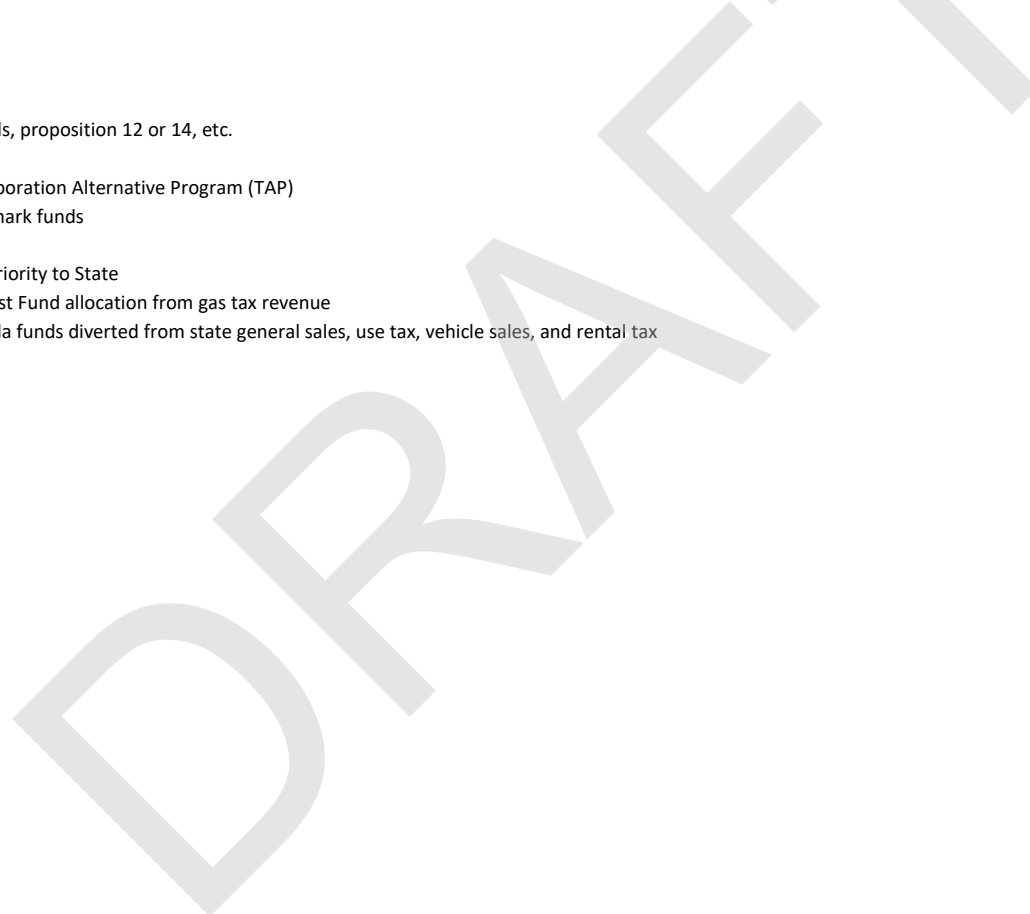 ls, proposition 12 or 14, etc.
poration Alternative Program (TAP)
nark funds
riority to State
st Fund allocation from gas tax revenue
la funds diverted from state general sales, use tax, vehicle sales, and rental tax
DRAFT